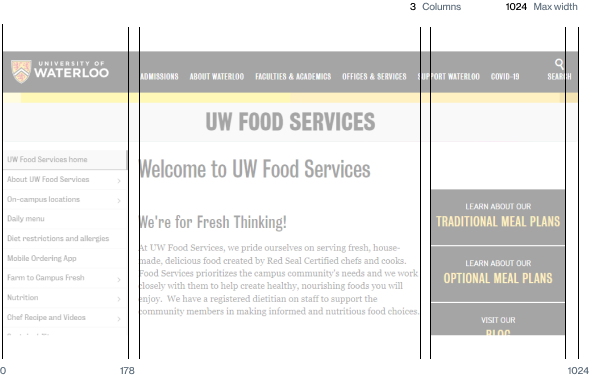 3 Columns 1024 Max width
UNIVERSITY OF
WATERLOO
ADMISSIONS ABOUT WATERLOO FACULTIES & ACADEMICS OFFICES & SERVICES SUPPORT WATERLOO COVID-19 SEARCH
UW FOOD SERVICES
UW Food Services home
About UW Food Services
On-campus locations
Daily menu
Diet restrictions and allergies
Mobile Ordering App
Farm to Campus Fresh
Nutrition
Chef Recipe and Videos
Welcome to UW Food Services
We're for Fresh Thinking!
At UW Food Services, we pride ourselves on serving fresh, house-
made, delicious food created by Red Seal Certified chefs and cooks.
Food Services prioritizes the campus community's needs and we work
closely with them to help create healthy, nourishing foods you will
enjoy. We have a registered dietitian on staff to support the
community members in making informed and nutritious food choices.
LEARN ABOUT OUR
TRADITIONAL MEAL PLANS
LEARN ABOUT OUR
OPTIONAL MEAL PLANS
VISIT OUR
BLOG
0 178 1024